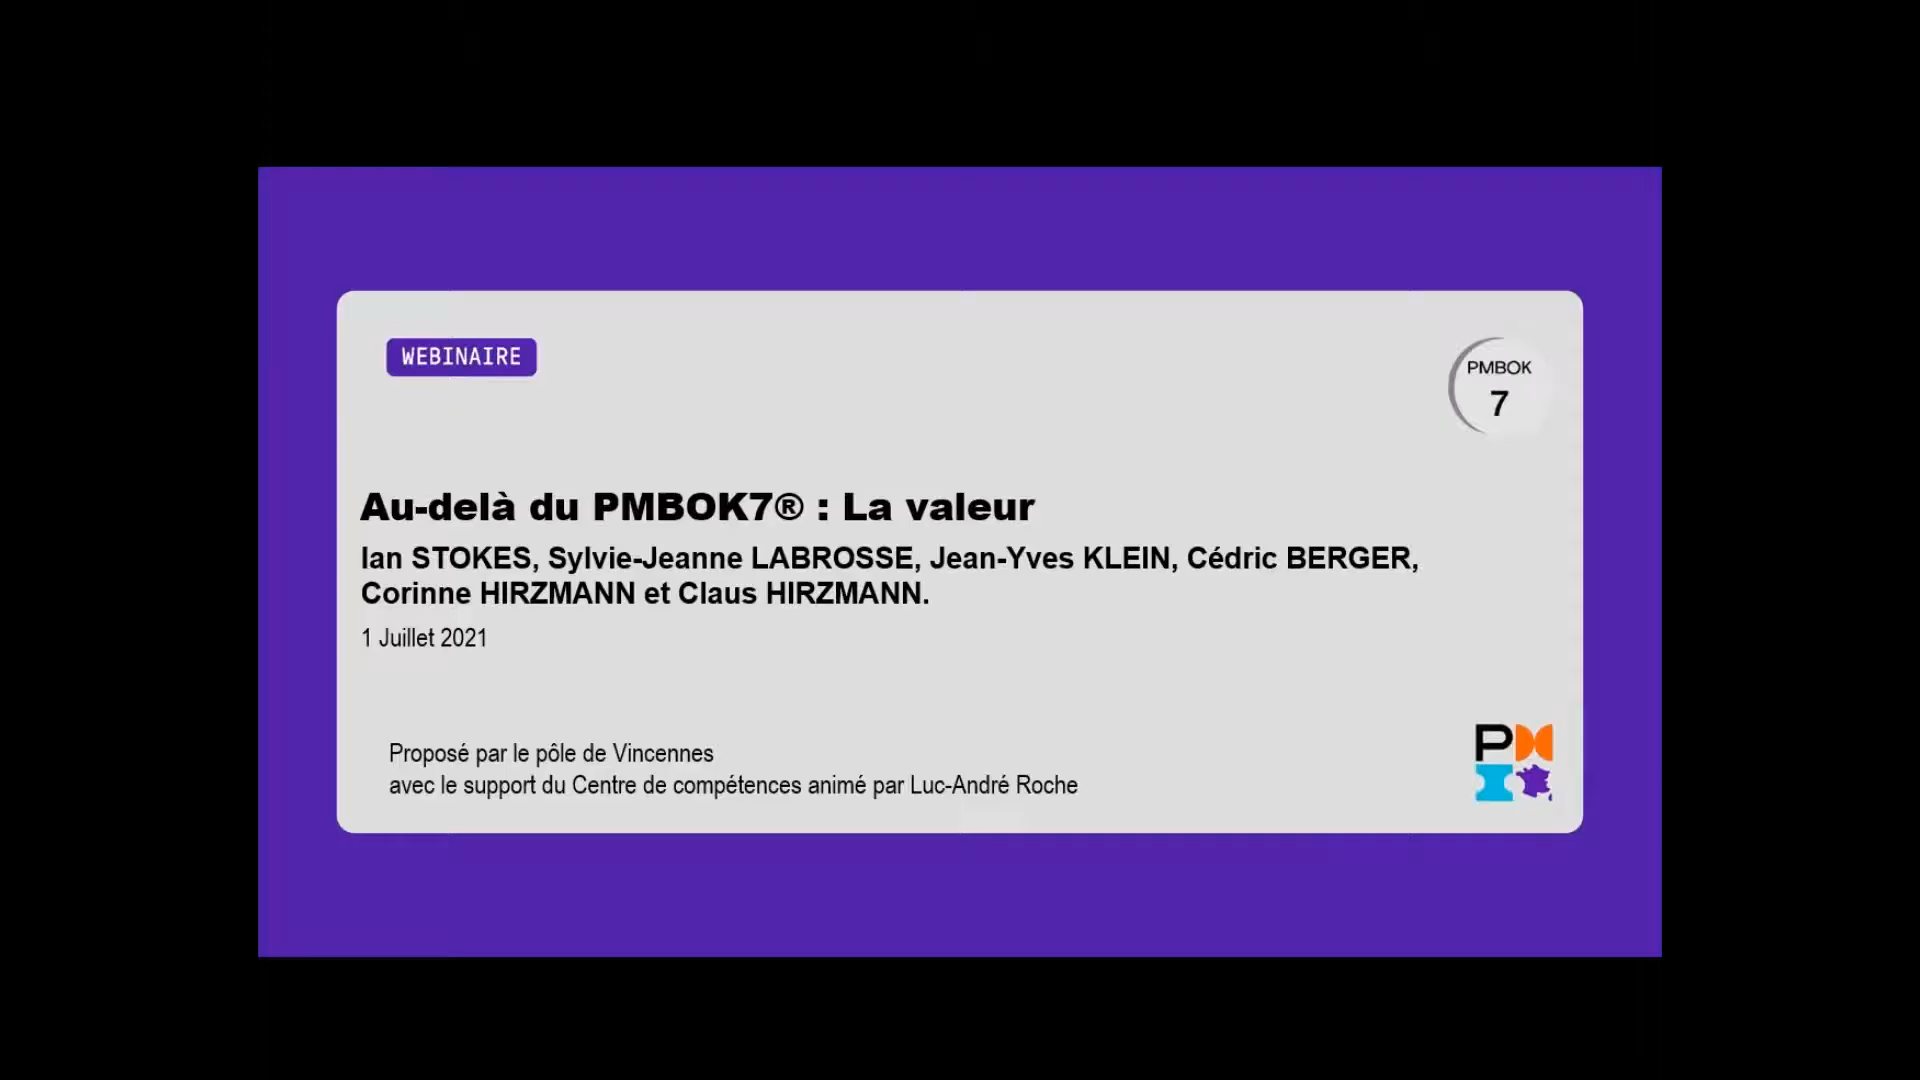 WEBINAIRE
PMBOK
7
Au-delà du PMBOK7® : La valeur
Ian STOKES, Sylvie-Jeanne LABROSSE, Jean-Yves KLEIN, Cédric BERGER,
Corinne HIRZMANN et Claus HIRZMANN.
1 Juillet 2021
Proposé par le pôle de Vincennes
avec le support du Centre de compétences animé par Luc-André Roche